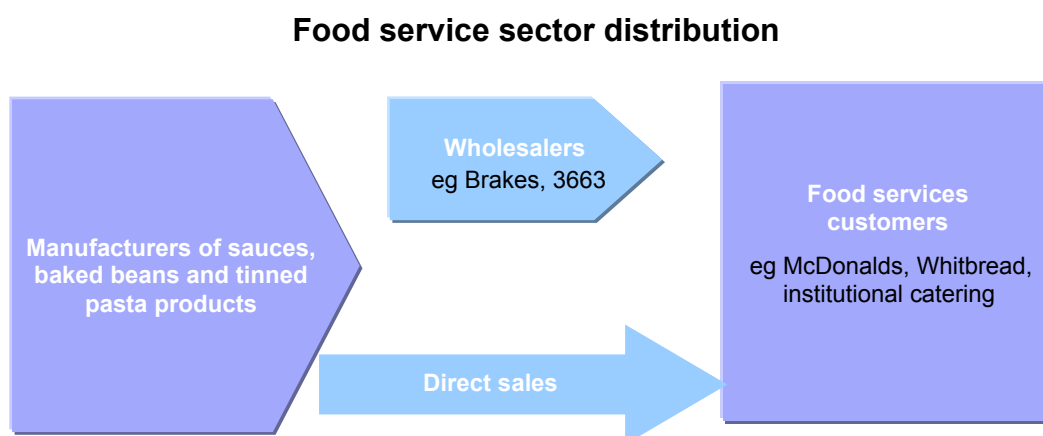 Food service sector distribution
Wholesalers
eg Brakes, 3663
Manufacturers of sauces,
baked beans and tinned
pasta products
Food services
customers
eg McDonalds, Whitbread,
institutional catering
Direct sales